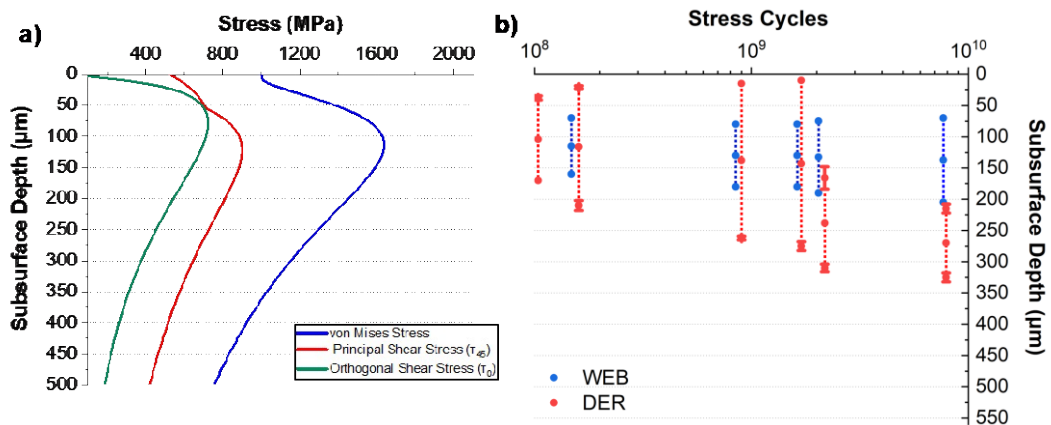 a)
Stress (MPa)
400 800 1200 1600 2000
0
50
100
150
200
250
300
350
400
450
500
Subsurface Depth (µm)
von Mises Stress
Principal Shear Stress (τ45)
Orthogonal Shear Stress (τ0)
b)
Stress Cycles
10^8 10^9 10^10
0
50
100
150
200
250
300
350
400
450
500
550
Subsurface Depth (µm)
WEB
DER